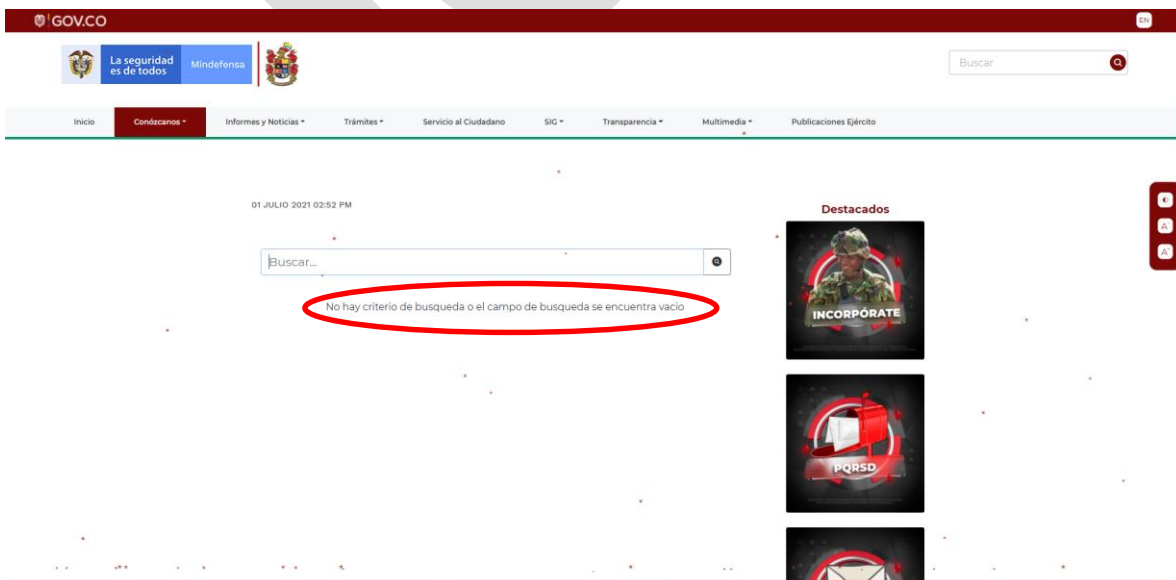 GOV.CO
EN
La seguridad
es de todos
Mindefensa
Buscar
Inicio
Conózcanos
Informes y Noticias
Trámites
Servicio al Ciudadano
SIG
Transparencia
Multimedia
Publicaciones Ejército
01 JULIO 2021 02:52 PM
Buscar...
No hay criterio de busqueda o el campo de busqueda se encuentra vacio
Destacados
INCORPÓRATE
PQRSD
A-
A+